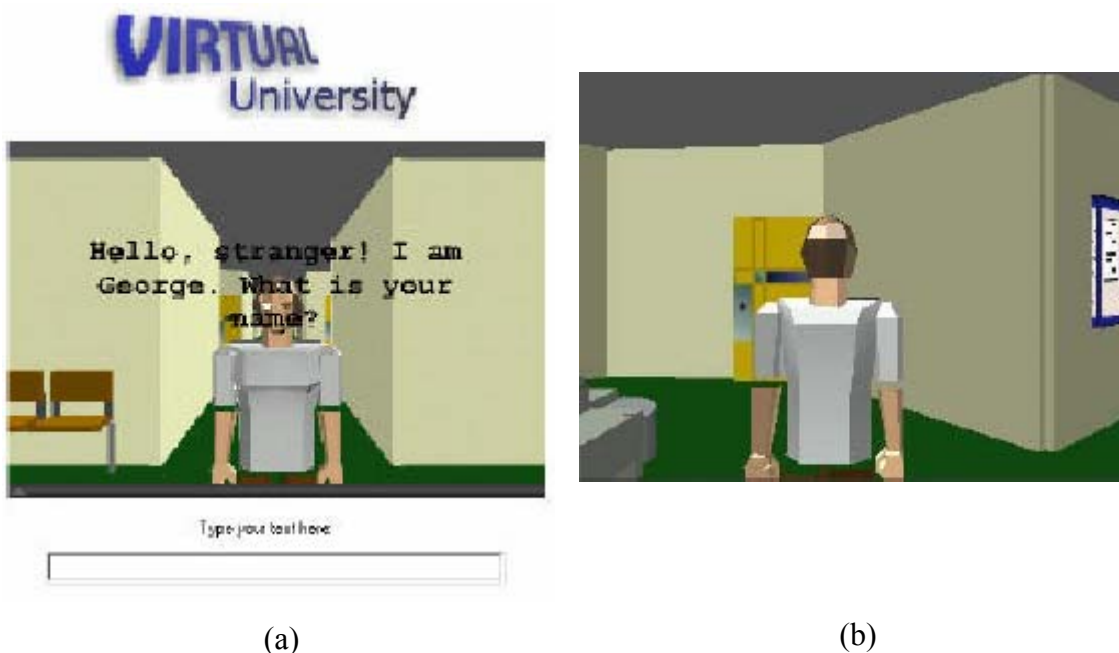 VIRTUAL
University
Hello, stranger! I am
George. What is your
name?
Type your text here:
(a)
(b)